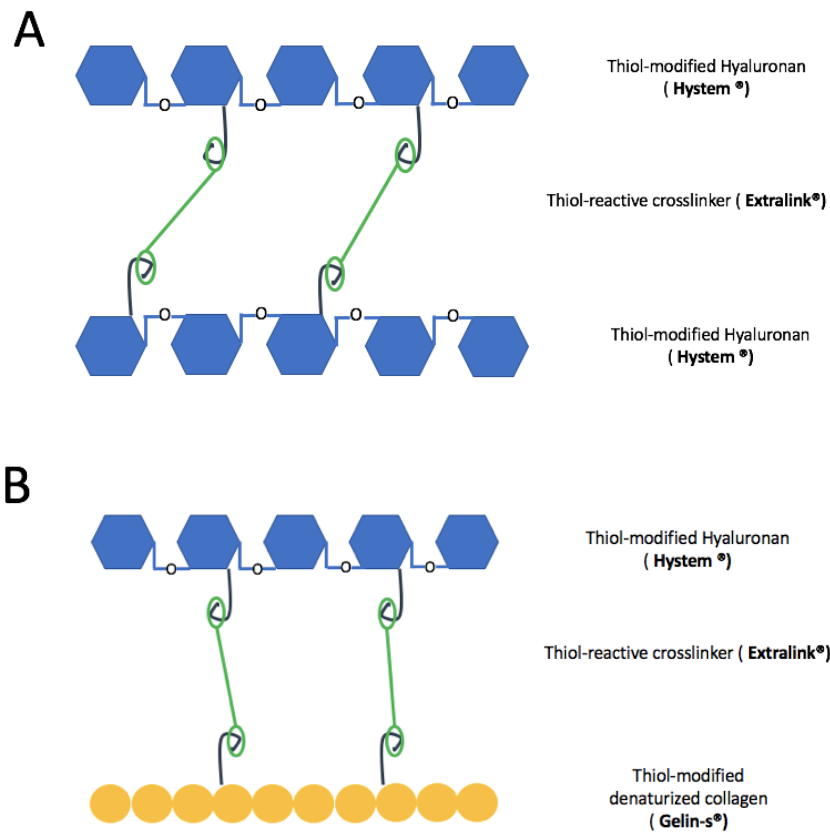 A
O
O
O
O
Thiol-modified Hyaluronan
( Hystem ®)
Thiol-reactive crosslinker ( Extralink®)
O
O
O
O
Thiol-modified Hyaluronan
( Hystem ®)
B
O
O
O
O
Thiol-modified Hyaluronan
( Hystem ®)
Thiol-reactive crosslinker ( Extralink®)
Thiol-modified
denaturized collagen
( Gelin-s®)